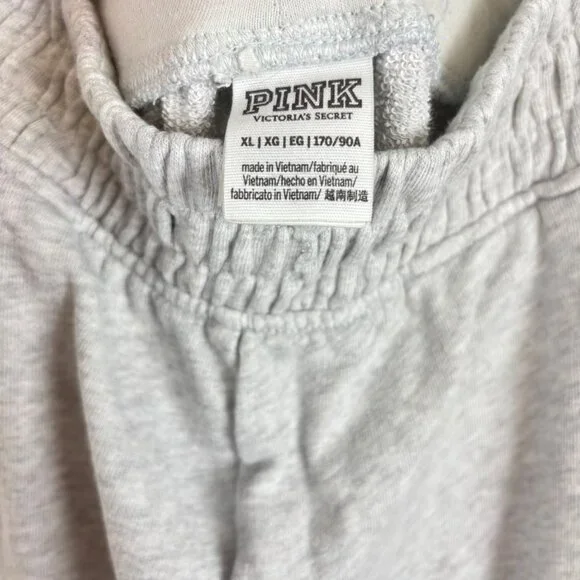 PINK
VICTORIA'S SECRET
XL | XG | EG | 170/90A
made in Vietnam/fabriqué au
Vietnam/hecho en Vietnam/
fabbricato in Vietnam/ 越南制造